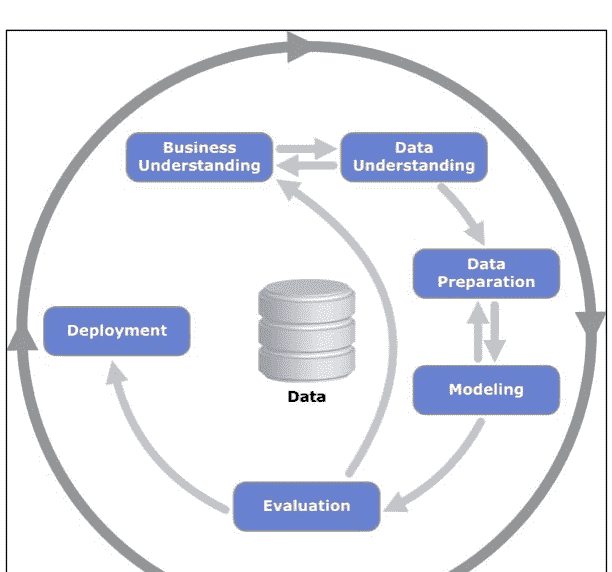 Business
Understanding
Data
Understanding
Data
Preparation
Deployment
Data
Modeling
Evaluation